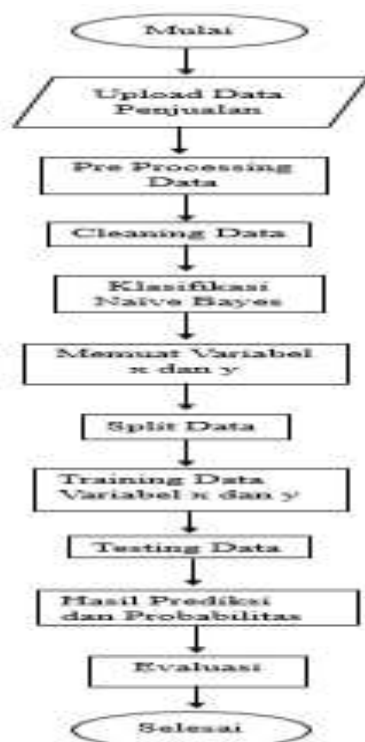 Mulai
Upload Data
Penjualan
Pre Processing
Data
Cleaning Data
Klasifikasi
Naive Bayes
Memuat Variabel
x dan y
Split Data
Training Data
Variabel x dan y
Testing Data
Hasil Prediksi
dan Probabilitas
Evaluasi
Selesai